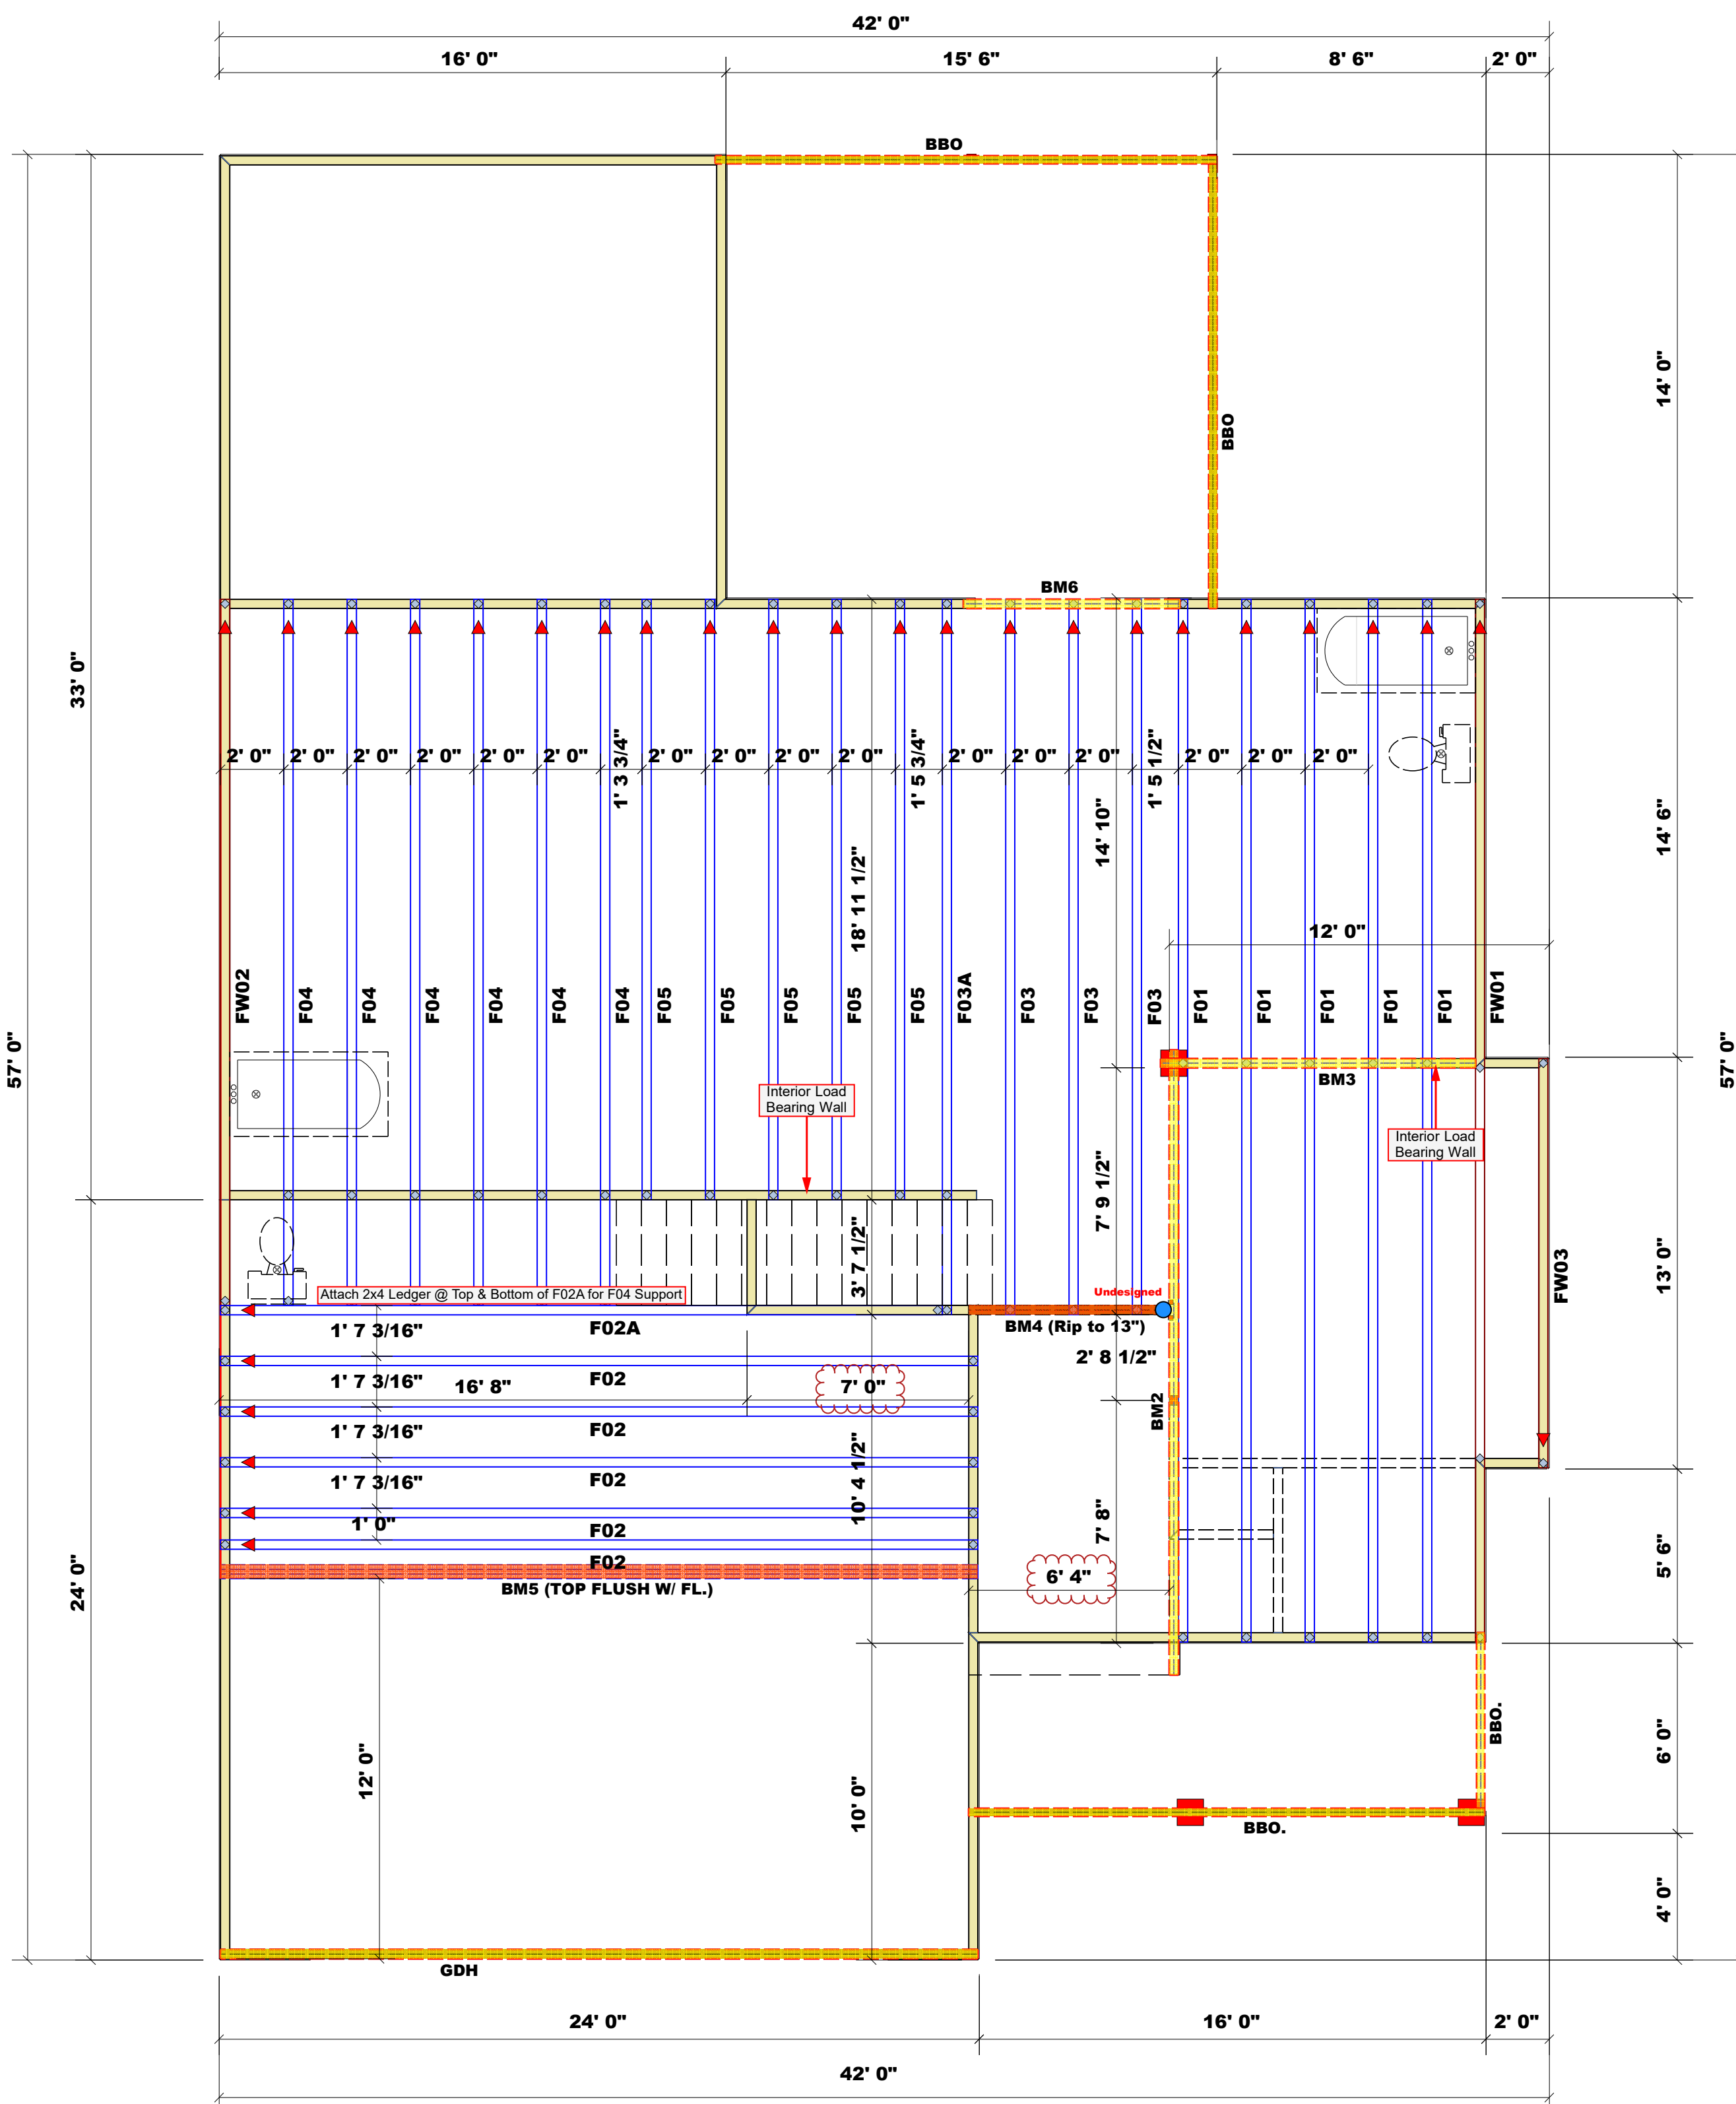 42' 0"
16' 0"
15' 6"
8' 6"
2' 0"
BBO
BBO
14' 0"
33' 0"
57' 0"
57' 0"
BM6
2' 0"
2' 0"
2' 0"
2' 0"
2' 0"
2' 0"
1' 3 3/4"
2' 0"
2' 0"
2' 0"
2' 0"
1' 5 3/4"
2' 0"
2' 0"
2' 0"
1' 5 1/2"
2' 0"
2' 0"
2' 0"
14' 10"
14' 6"
18' 11 1/2"
12' 0"
FW02
F04
F04
F04
F04
F04
F04
F05
F05
F05
F05
F05
F03A
F03
F03
F03
F01
F01
F01
F01
F01
FW01
BM3
Interior Load
Bearing Wall
Interior Load
Bearing Wall
7' 9 1/2"
3' 7 1/2"
13' 0"
FW03
Attach 2x4 Ledger @ Top & Bottom of F02A for F04 Support
Undesigned
BM4 (Rip to 13")
1' 7 3/16"
F02A
2' 8 1/2"
1' 7 3/16"
16' 8"
F02
7' 0"
BM2
1' 7 3/16"
F02
1' 7 3/16"
F02
10' 4 1/2"
1' 0"
F02
7' 8"
5' 6"
F02
BM5 (TOP FLUSH W/ FL.)
6' 4"
24' 0"
12' 0"
10' 0"
BBO.
6' 0"
BBO.
4' 0"
GDH
24' 0"
16' 0"
2' 0"
42' 0"